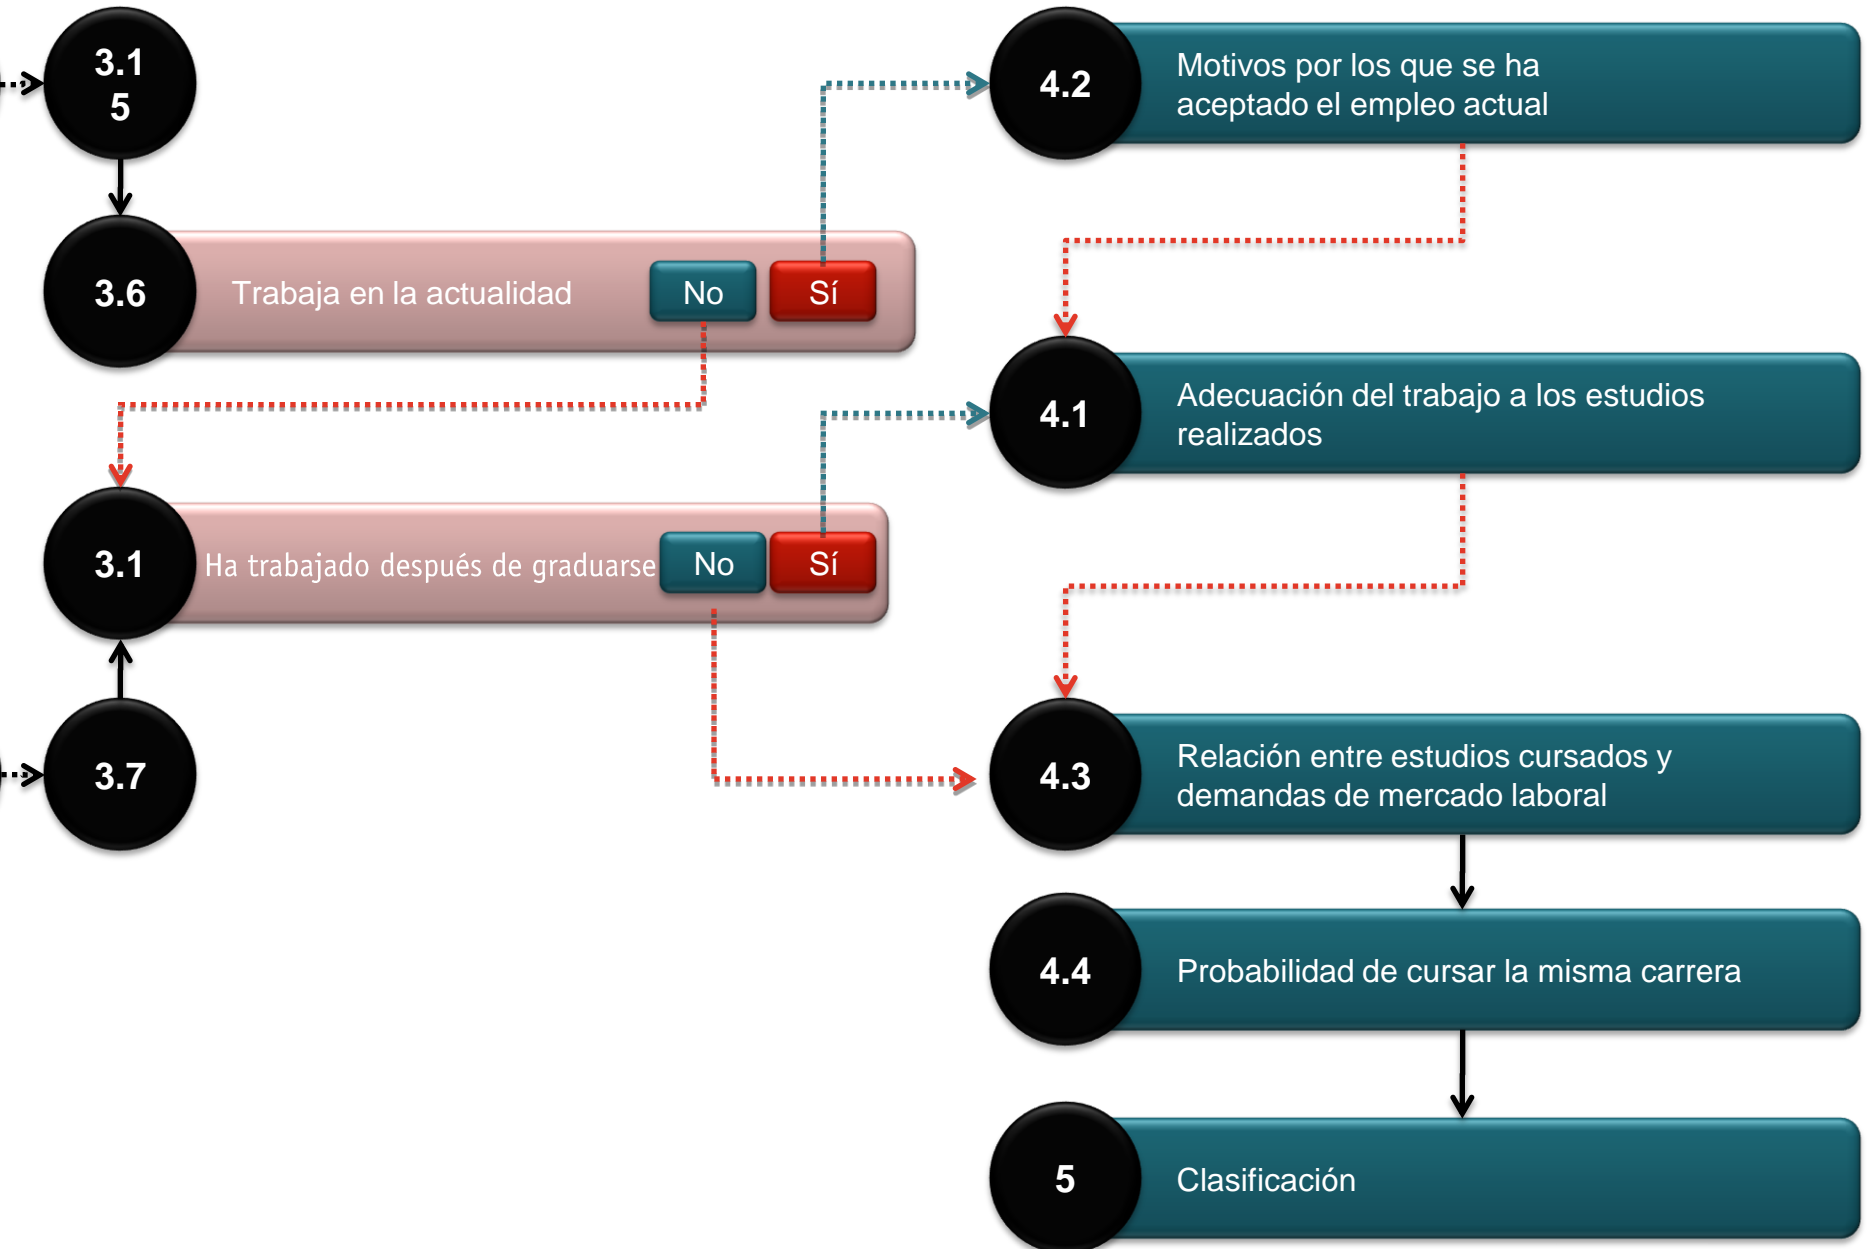 3.1
5
3.6
Trabaja en la actualidad
No
Sí
3.1
Ha trabajado después de graduarse
No
Sí
3.7
4.2
Motivos por los que se ha
aceptado el empleo actual
4.1
Adecuación del trabajo a los estudios
realizados
4.3
Relación entre estudios cursados y
demandas de mercado laboral
4.4
Probabilidad de cursar la misma carrera
5
Clasificación